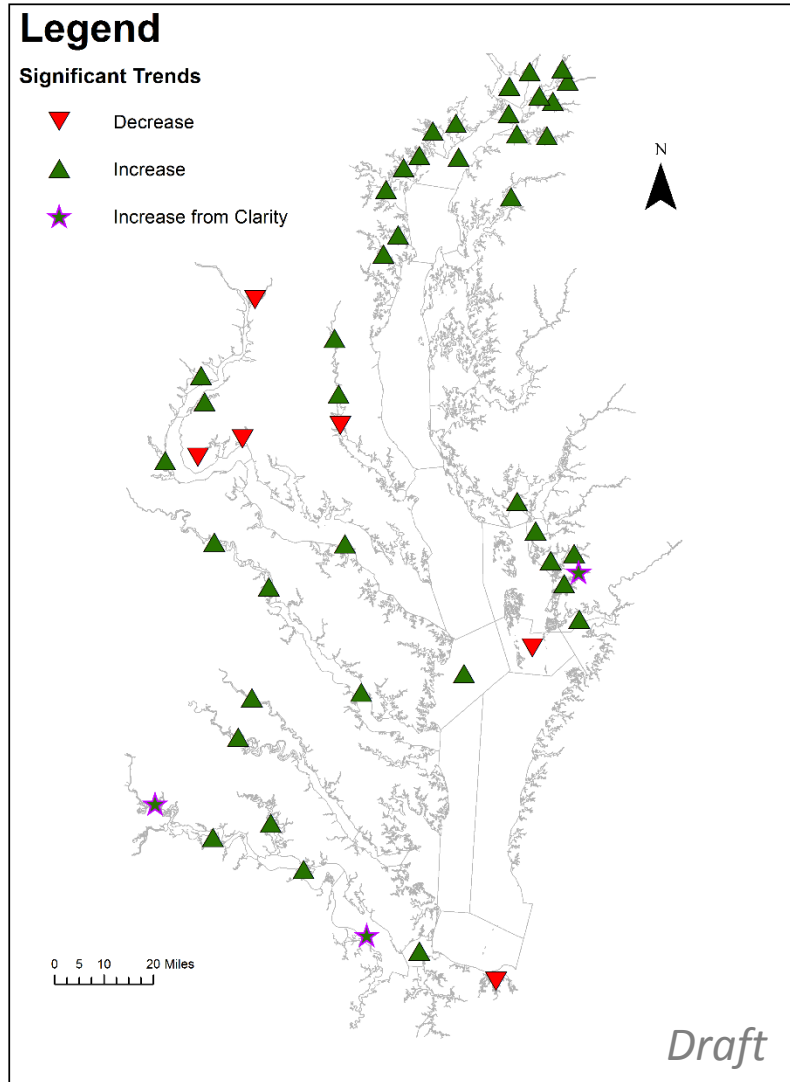 Legend
Significant Trends
Decrease
Increase
Increase from Clarity
N
0 5 10 20 Miles
Draft